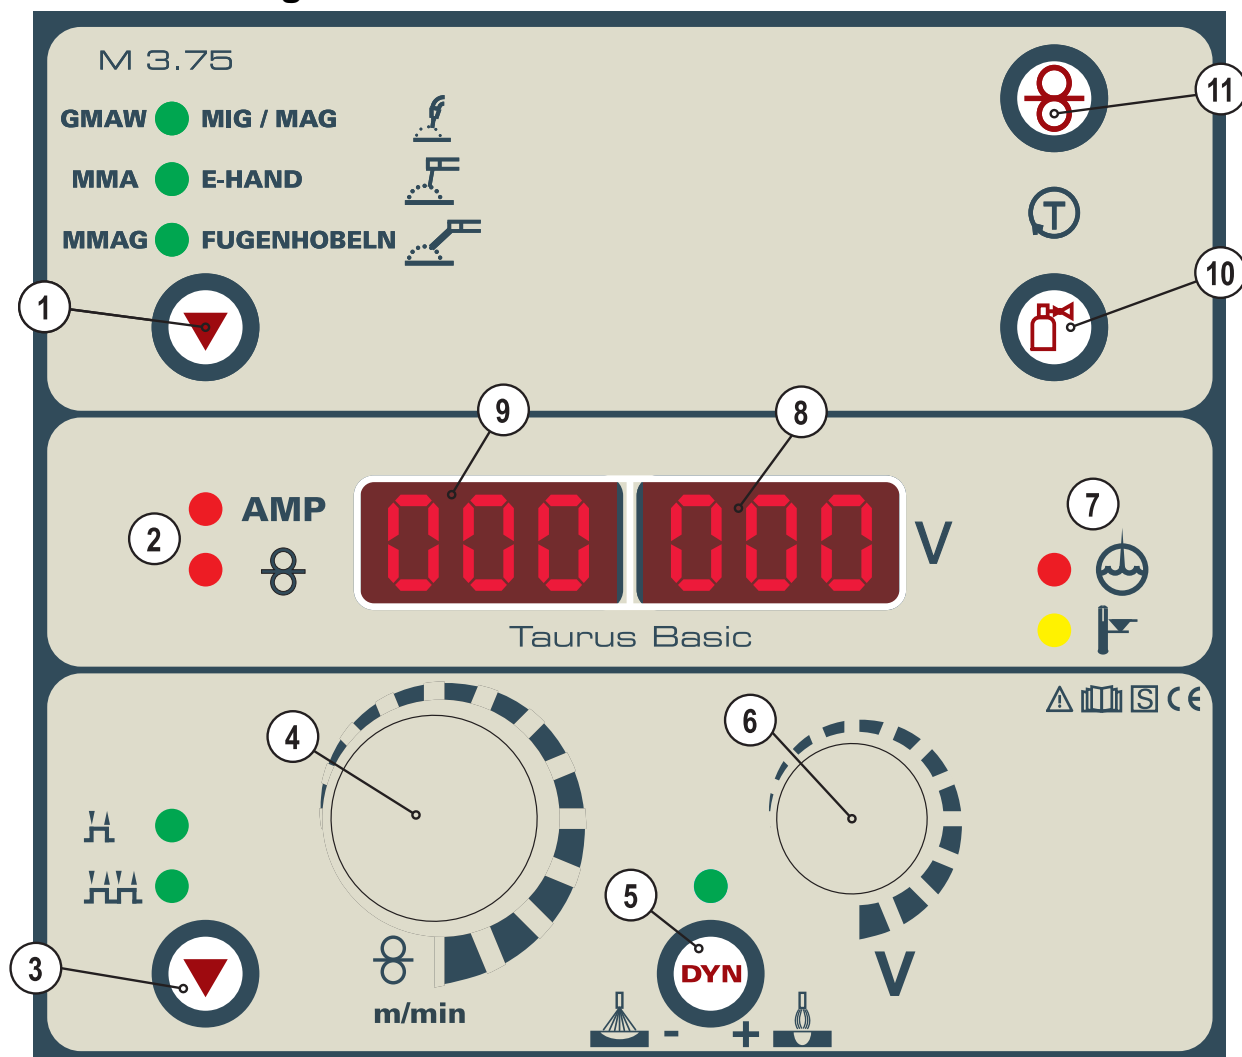 M 3.75
GMAW MIG / MAG
MMA E-HAND
MMAG FUGENHOBELN
1
11
T
10
9
8
2
AMP
000
000
V
7
Taurus Basic
4
6
S CE
3
5
m/min
DYN
- +
V